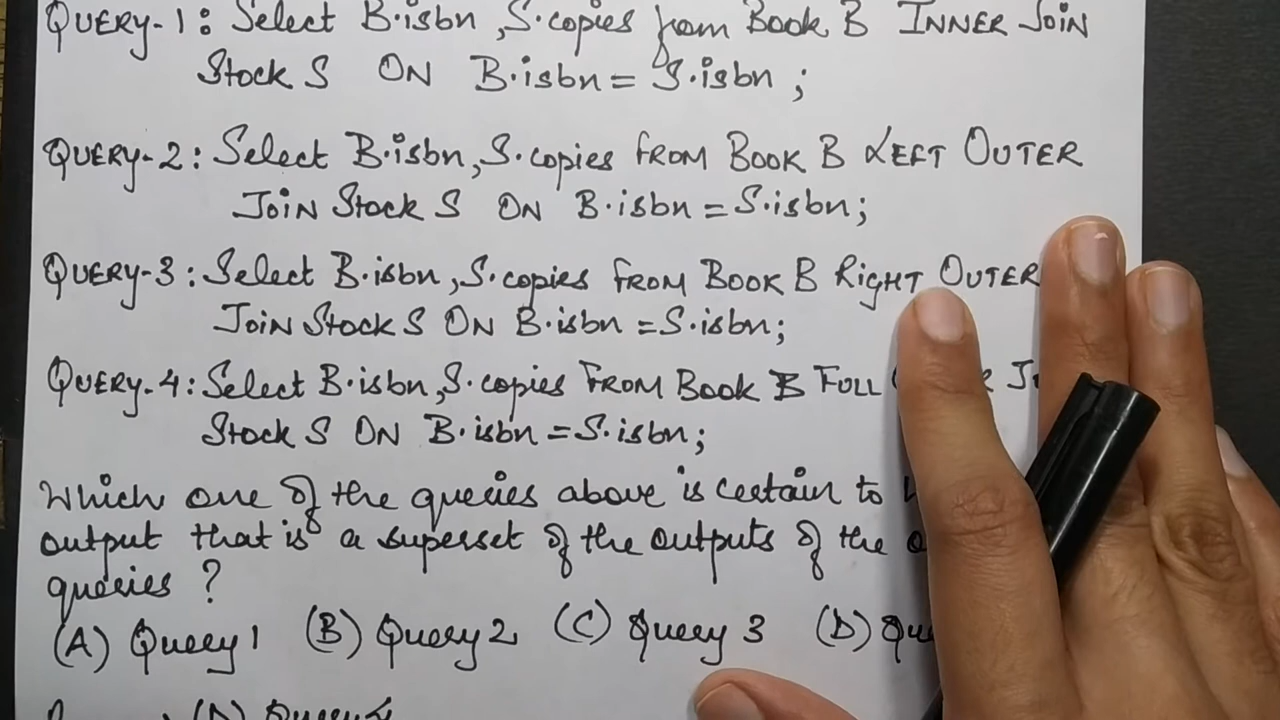 QUERY-1: Select B.isbn, S.copies from Book B INNER JOIN
Stock S ON B.isbn = S.isbn;
QUERY-2: Select B.isbn, S.copies FROM BOOK B LEFT OUTER
JOIN Stock S ON B.isbn = S.isbn;
QUERY-3: Select B.isbn, S.copies FROM BOOK B RIGHT OUTER
JOIN Stock S ON B.isbn = S.isbn;
QUERY-4: Select B.isbn, S.copies FROM Book B FULL
Stock S ON B.isbn = S.isbn;
Which one of the queries above is certain to
output that is a superset of the outputs of the
queries?
(A) Query 1 (B) Query 2 (C) Query 3 (D)
(D) Query 4